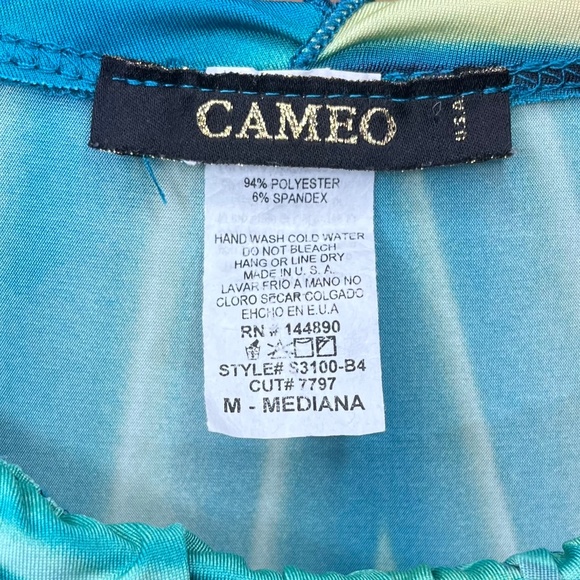 CAMEO
U.S.A.
94% POLYESTER
6% SPANDEX
HAND WASH COLD WATER
DO NOT BLEACH
HANG OR LINE DRY
MADE IN U. S. A.
LAVAR FRIO A MANO NO
CLORO SECAR COLGADO
EHCHO EN E.U.A
RN # 144890
STYLE# S3100-B4
CUT# 7797
M - MEDIANA